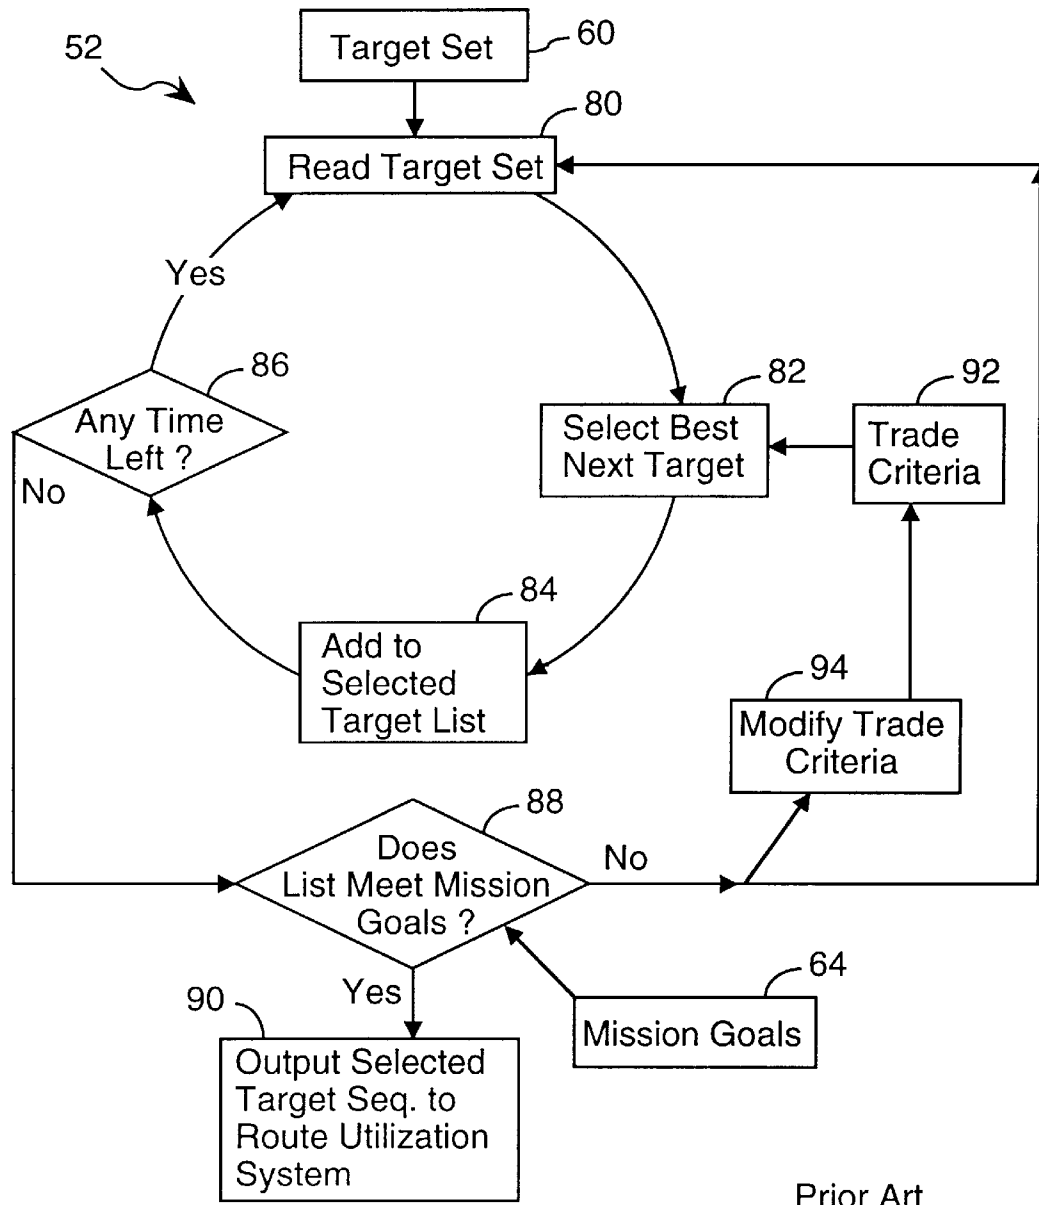 52
Target Set
60
80
Read Target Set
Yes
86
Any Time
Left ?
No
82
Select Best
Next Target
92
Trade
Criteria
84
Add to
Selected
Target List
94
Modify Trade
Criteria
88
Does
List Meet Mission
Goals ?
No
Yes
64
Mission Goals
90
Output Selected
Target Seq. to
Route Utilization
System
Prior Art